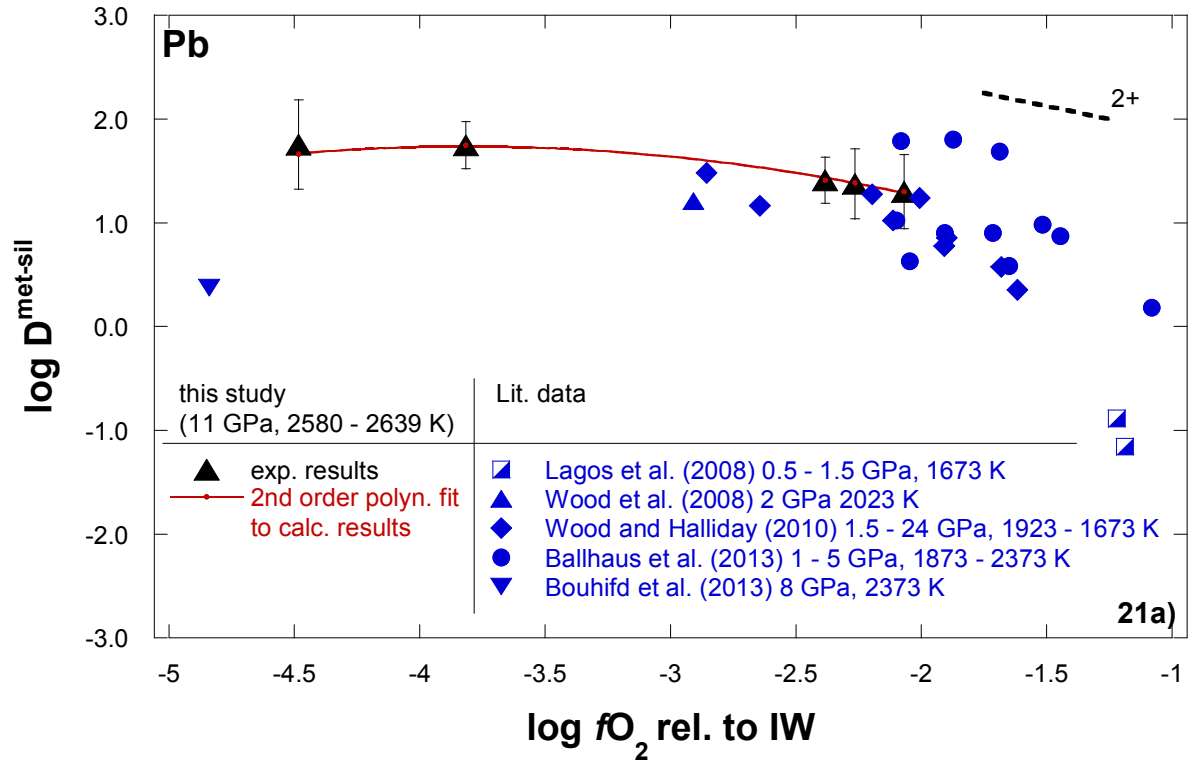 Pb
3.0
2.0
1.0
0.0
-1.0
-2.0
-3.0
log D^met-sil
2+
this study
(11 GPa, 2580 - 2639 K)
exp. results
2nd order polyn. fit
to calc. results
Lit. data
Lagos et al. (2008) 0.5 - 1.5 GPa, 1673 K
Wood et al. (2008) 2 GPa 2023 K
Wood and Halliday (2010) 1.5 - 24 GPa, 1923 - 1673 K
Ballhaus et al. (2013) 1 - 5 GPa, 1873 - 2373 K
Bouhifd et al. (2013) 8 GPa, 2373 K
21a)
-5 -4.5 -4 -3.5 -3 -2.5 -2 -1.5 -1
log fO₂ rel. to IW